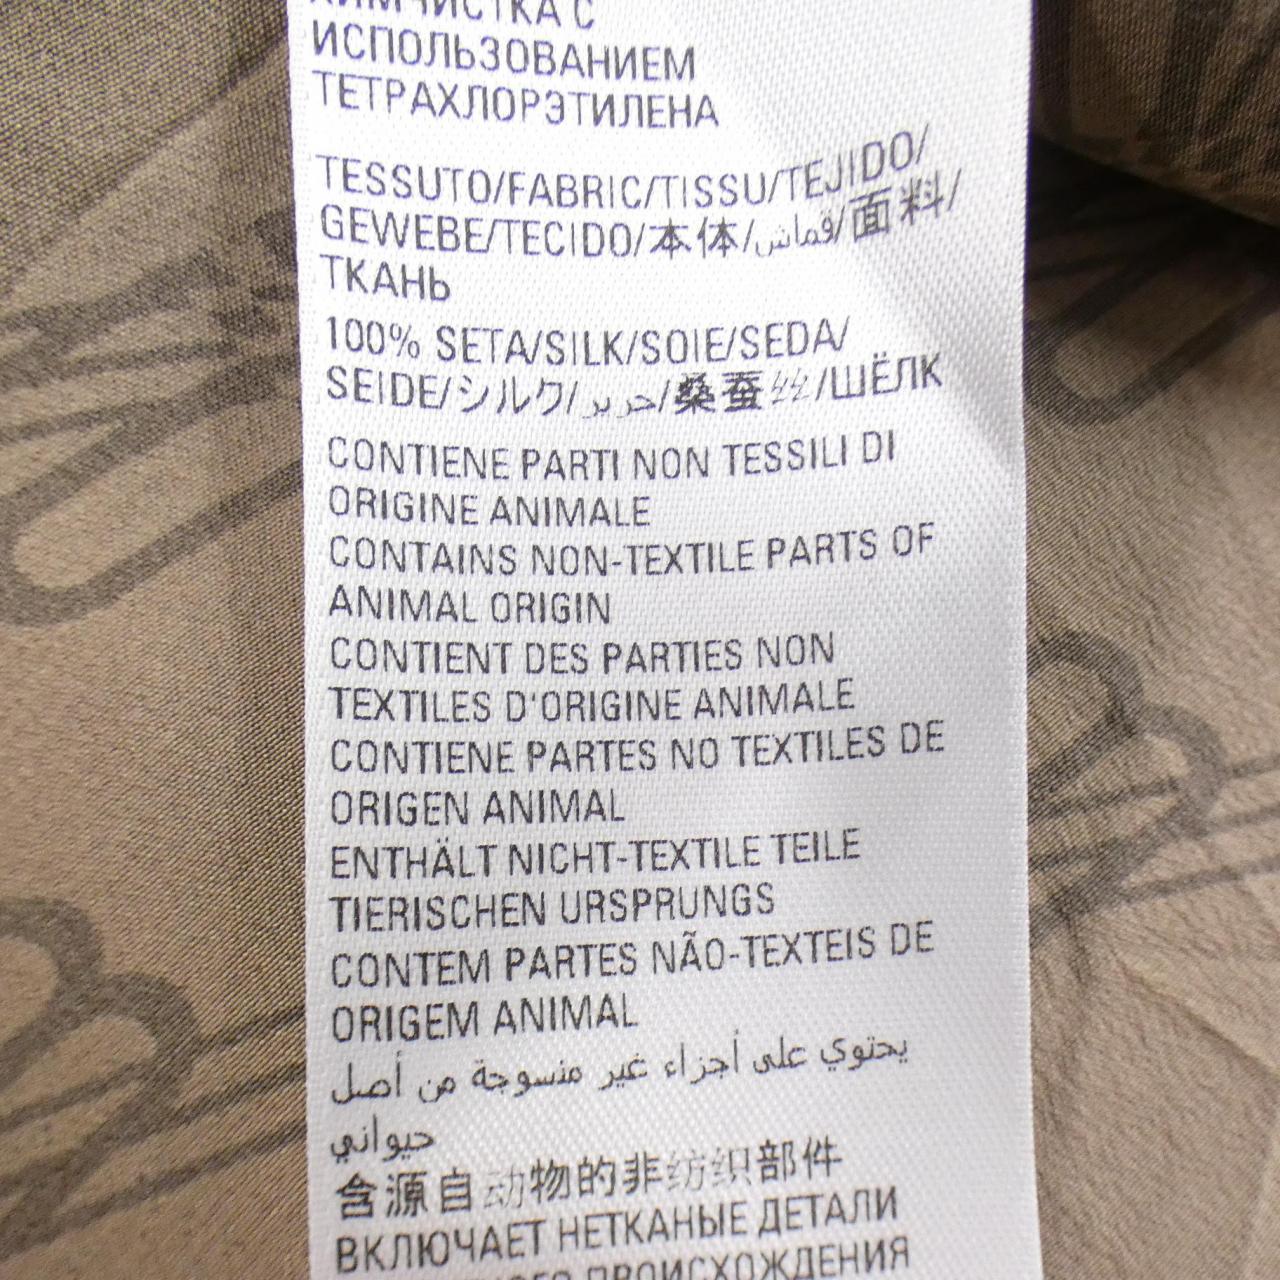 ХИМЧИСТКА С
ИСПОЛЬЗОВАНИЕМ
ТЕТРАХЛОРЭТИЛЕНА
TESSUTO/FABRIC/TISSU/TEJIDO/
GEWEBE/TECIDO/本体/قماش/面料/
ТКАНЬ
100% SETA/SILK/SOIE/SEDA/
SEIDE/シルク/حرير/桑蚕丝/ШЁЛК
CONTIENE PARTI NON TESSILI DI
ORIGINE ANIMALE
CONTAINS NON-TEXTILE PARTS OF
ANIMAL ORIGIN
CONTIENT DES PARTIES NON
TEXTILES D'ORIGINE ANIMALE
CONTIENE PARTES NO TEXTILES DE
ORIGEN ANIMAL
ENTHÄLT NICHT-TEXTILE TEILE
TIERISCHEN URSPRUNGS
CONTEM PARTES NÃO-TEXTEIS DE
ORIGEM ANIMAL
يحتوي على أجزاء غير منسوجة من أصل
حيواني
含源自动物的非纺织部件
ВКЛЮЧАЕТ НЕТКАНЫЕ ДЕТАЛИ
ПРОИСХОЖДЕНИЯ